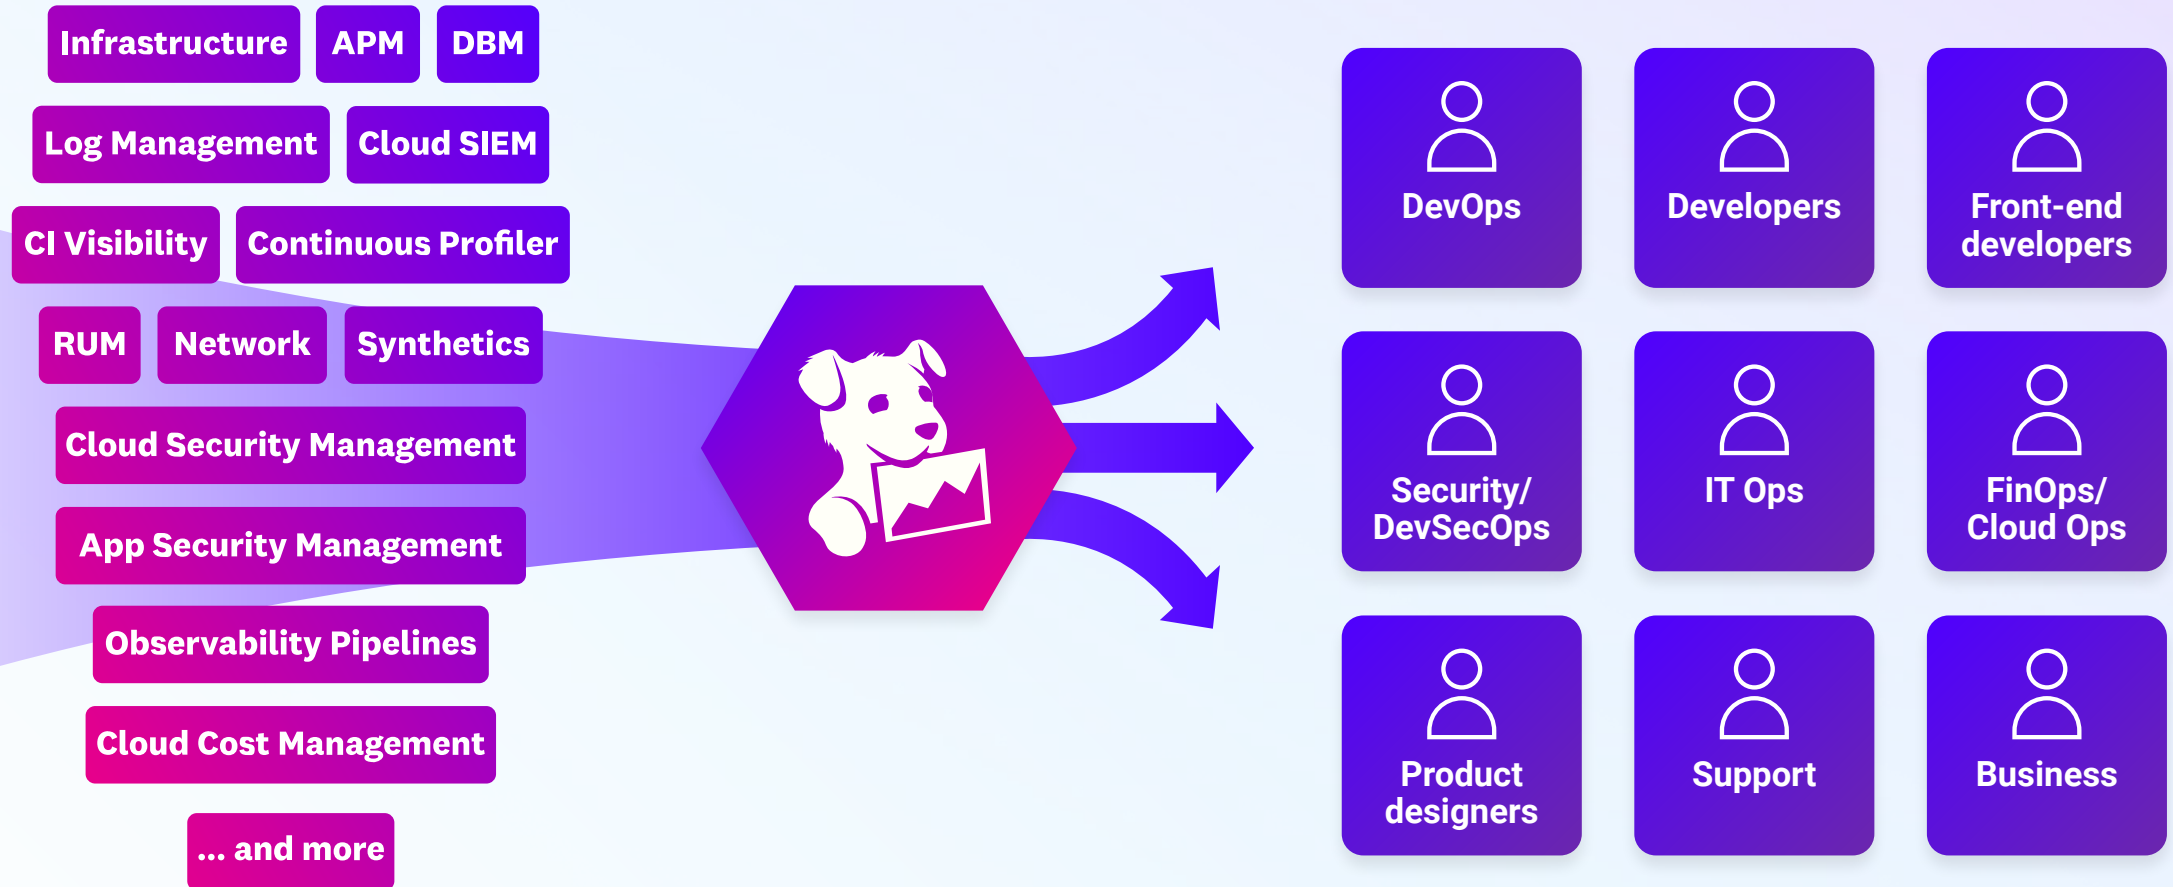 Infrastructure
APM
DBM
Log Management
Cloud SIEM
CI Visibility
Continuous Profiler
RUM
Network
Synthetics
Cloud Security Management
App Security Management
Observability Pipelines
Cloud Cost Management
... and more
DevOps
Developers
Front-end
developers
Security/
DevSecOps
IT Ops
FinOps/
Cloud Ops
Product
designers
Support
Business